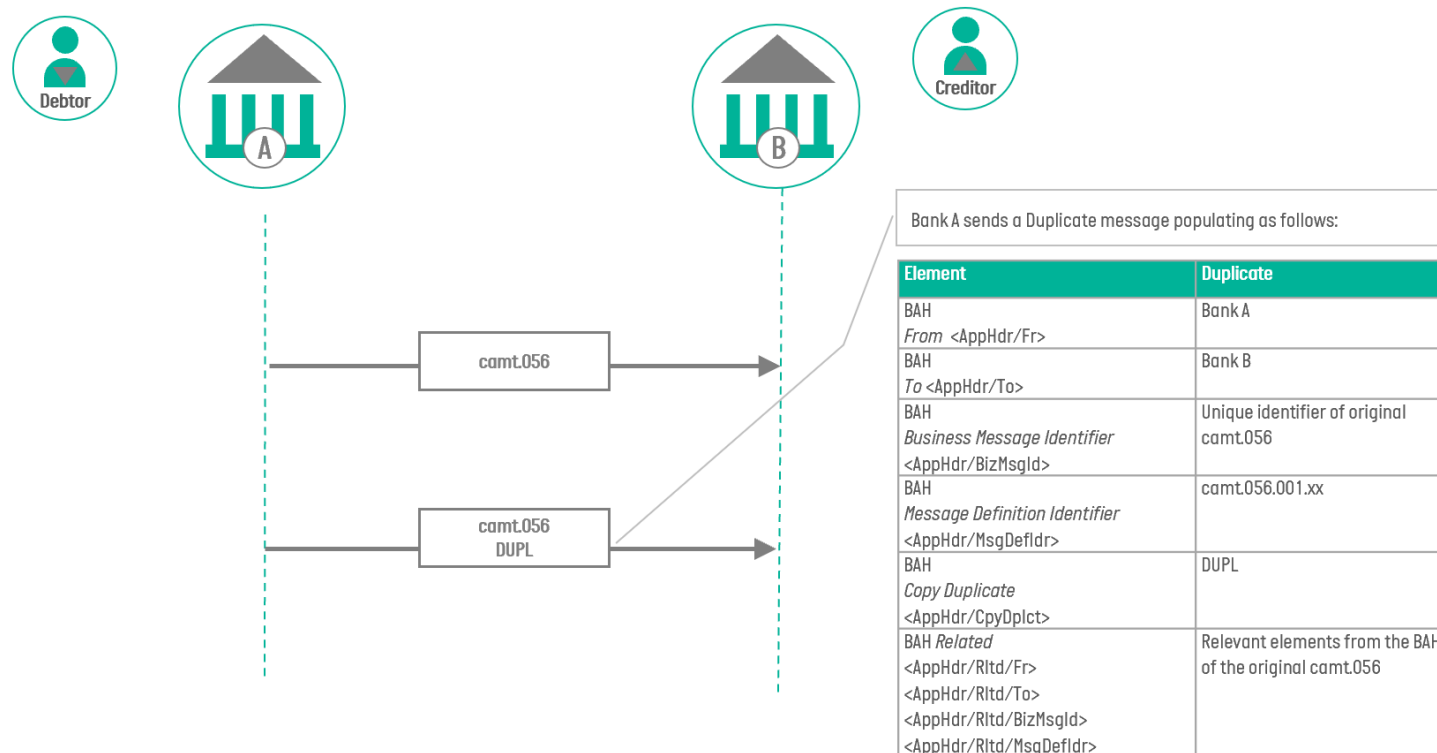 Debtor
A
B
Creditor
Bank A sends a Duplicate message populating as follows:
camt.056
camt.056
DUPL
Element
Duplicate
BAH
From <AppHdr/Fr>
Bank A
BAH
To <AppHdr/To>
Bank B
BAH
Business Message Identifier
<AppHdr/BizMsgId>
Unique identifier of original
camt.056
BAH
Message Definition Identifier
<AppHdr/MsgDefIdr>
camt.056.001.xx
BAH
Copy Duplicate
<AppHdr/CpyDplct>
DUPL
BAH Related
<AppHdr/Rltd/Fr>
<AppHdr/Rltd/To>
<AppHdr/Rltd/BizMsgId>
<AppHdr/Rltd/MsgDefIdr>
Relevant elements from the BAH
of the original camt.056